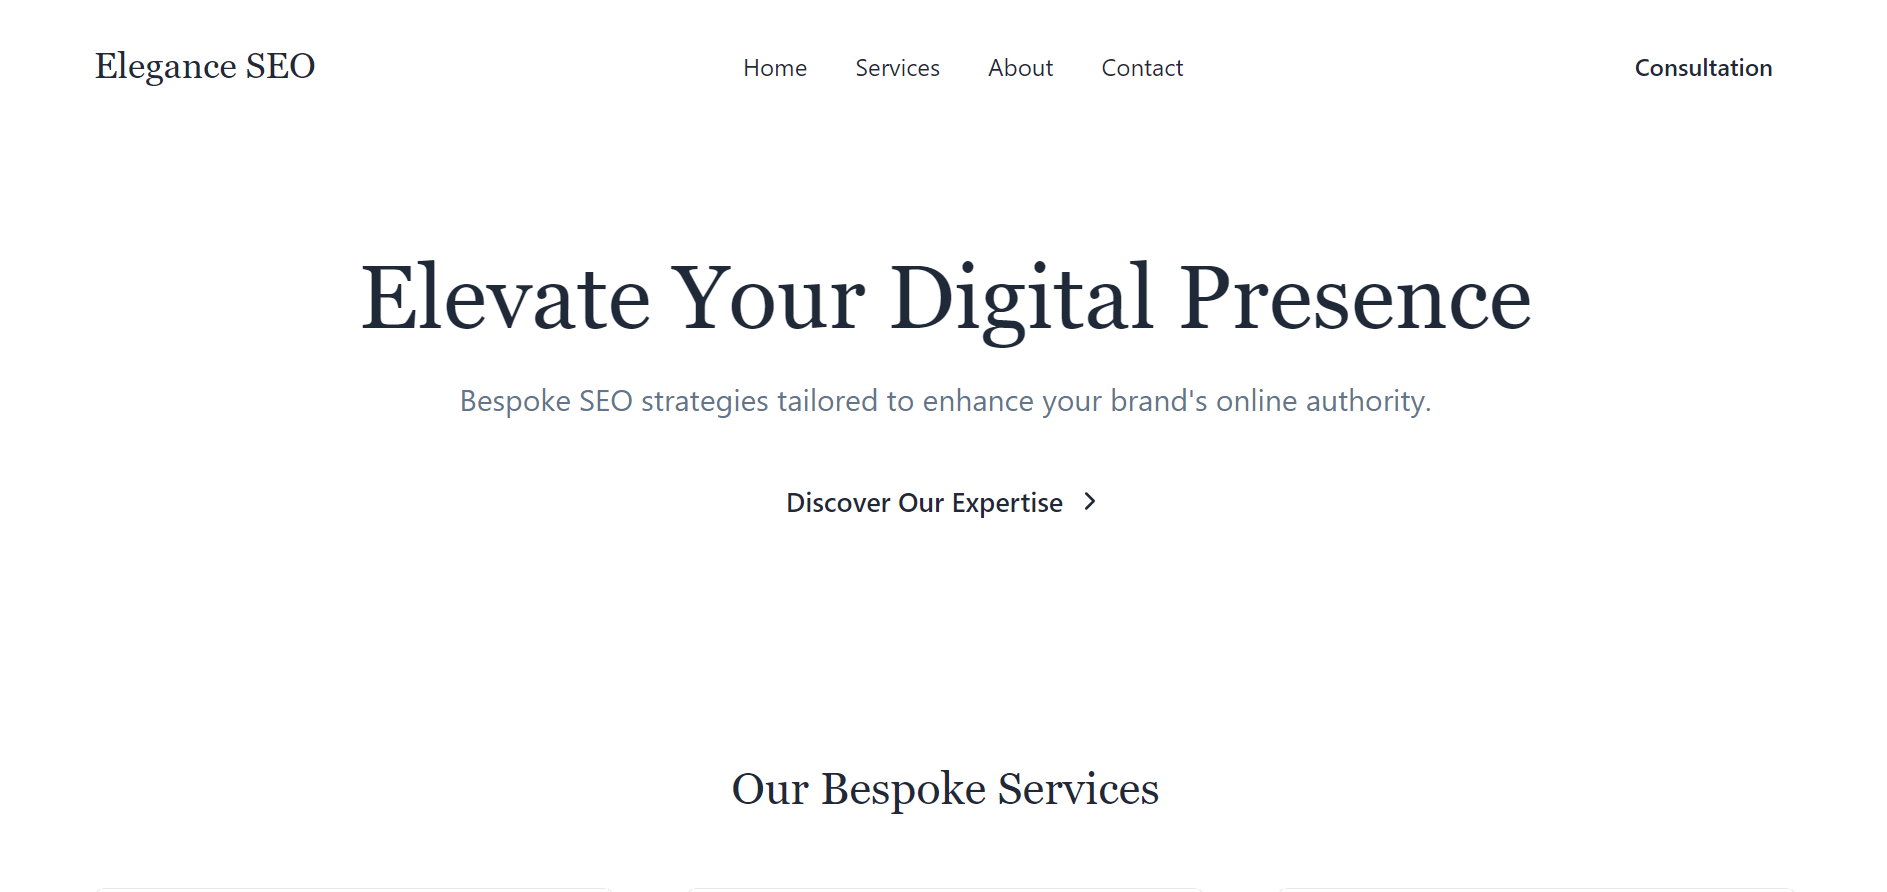 Elegance SEO
Home Services About Contact
Consultation
Elevate Your Digital Presence
Bespoke SEO strategies tailored to enhance your brand's online authority.
Discover Our Expertise
Our Bespoke Services